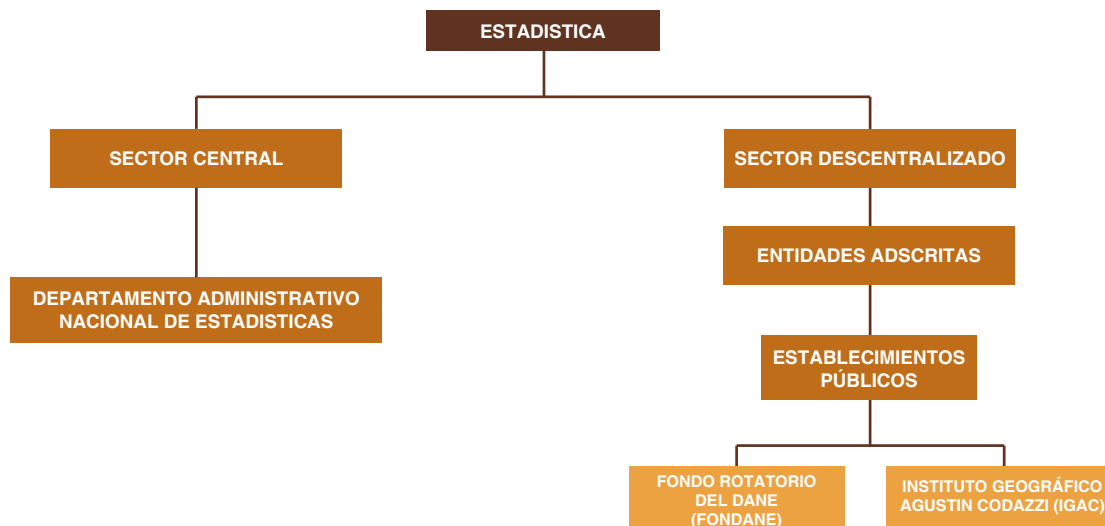 ESTADISTICA
SECTOR CENTRAL
SECTOR DESCENTRALIZADO
ENTIDADES ADSCRITAS
DEPARTAMENTO ADMINISTRATIVO
NACIONAL DE ESTADISTICAS
ESTABLECIMIENTOS
PÚBLICOS
FONDO ROTATORIO
DEL DANE
(FONDANE)
INSTITUTO GEOGRÁFICO
AGUSTIN CODAZZI (IGAC)